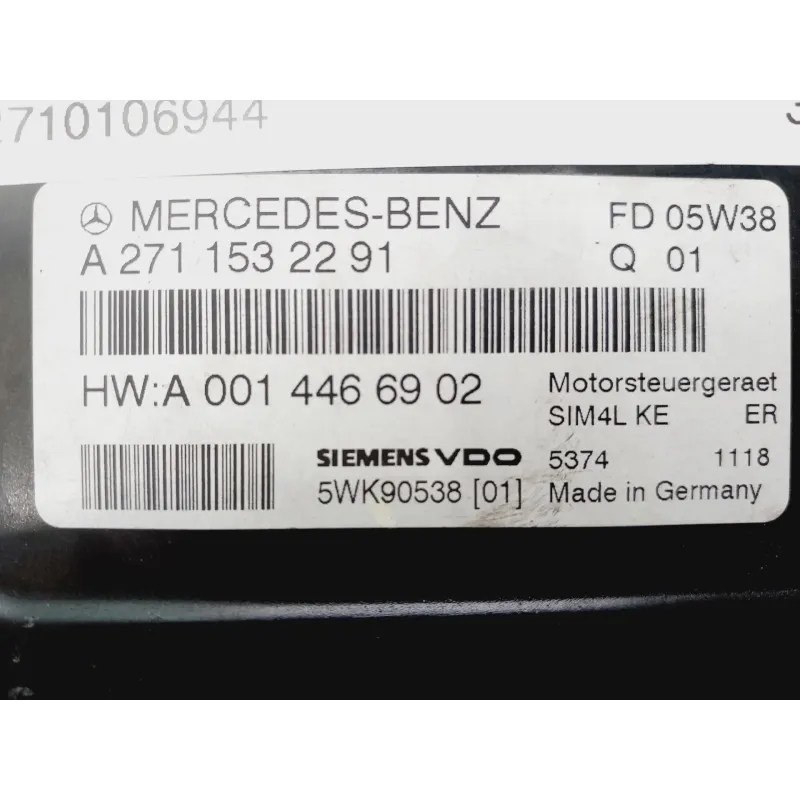 2710106944
MERCEDES-BENZ FD 05W38
A 271 153 22 91 Q 01
HW:A 001 446 69 02 Motorsteuergeraet
SIM4L KE ER
SIEMENS VDO 5374 1118
5WK90538 [01] Made in Germany